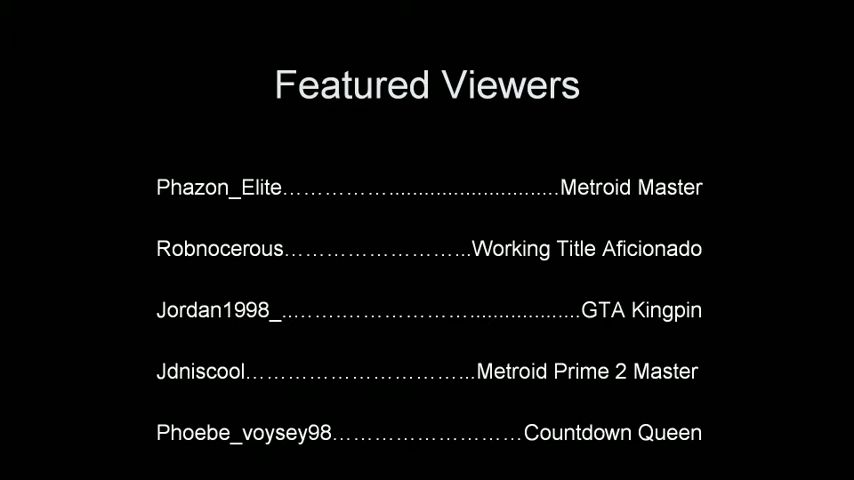 Featured Viewers
Phazon_Elite……………..............................Metroid Master
Robnocerous……………………...Working Title Aficionado
Jordan1998_..…….………………...................GTA Kingpin
Jdniscool…………………………...Metroid Prime 2 Master
Phoebe_voysey98………………………Countdown Queen